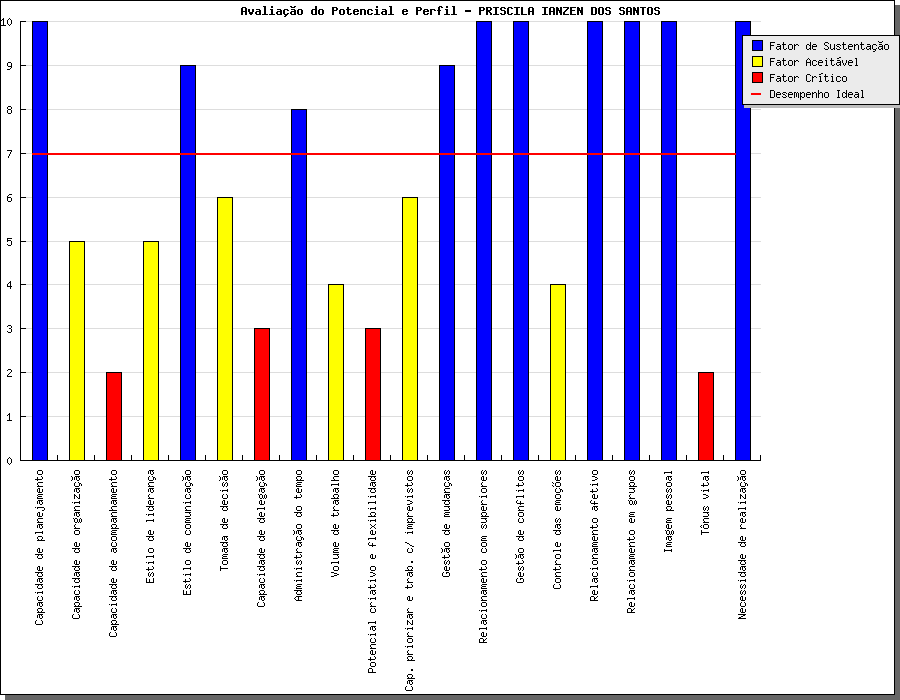 Avaliação do Potencial e Perfil - PRISCILA IANZEN DOS SANTOS
Fator de Sustentação
Fator Aceitável
Fator Crítico
Desempenho Ideal
10
9
8
7
6
5
4
3
2
1
0
Capacidade de planejamento
Capacidade de organização
Capacidade de acompanhamento
Estilo de liderança
Estilo de comunicação
Tomada de decisão
Capacidade de delegação
Administração do tempo
Volume de trabalho
Potencial criativo e flexibilidade
Cap. priorizar e trab. c/ imprevistos
Gestão de mudanças
Relacionamento com superiores
Gestão de conflitos
Controle das emoções
Relacionamento afetivo
Relacionamento em grupos
Imagem pessoal
Tônus vital
Necessidade de realização